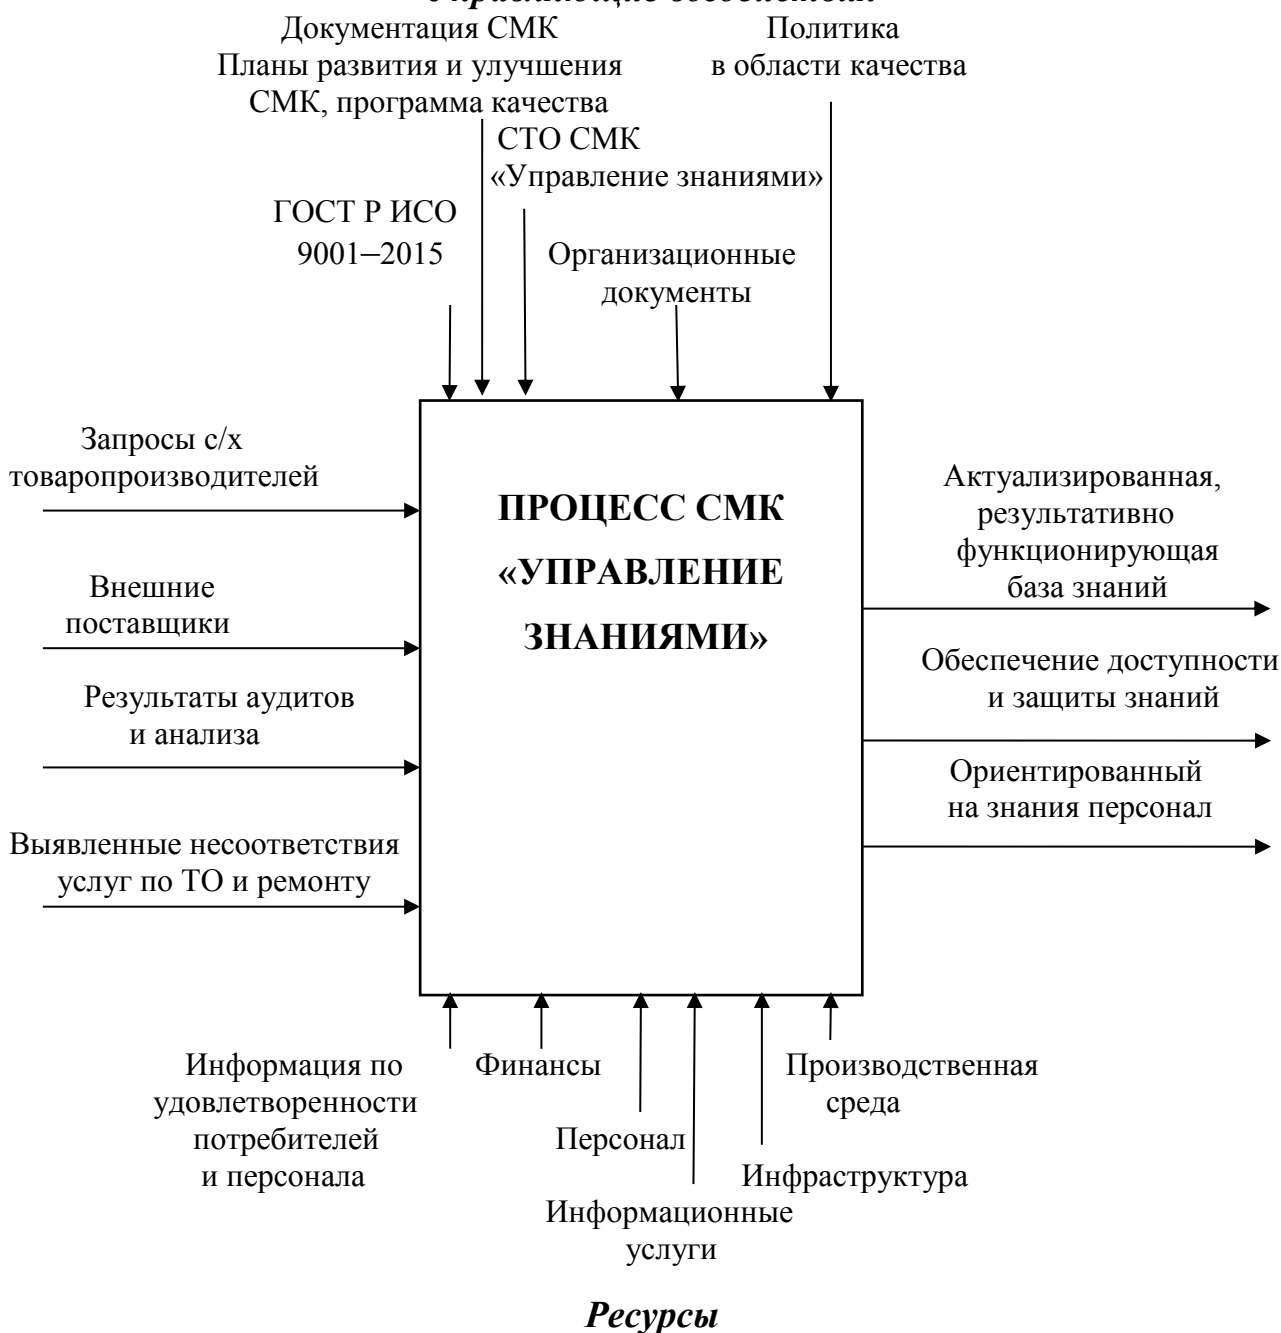 Документация СМК
Планы развития и улучшения
СМК, программа качества
Политика
в области качества
СТО СМК
«Управление знаниями»
ГОСТ Р ИСО
9001–2015
Организационные
документы
Запросы с/х
товаропроизводителей
Внешние
поставщики
Результаты аудитов
и анализа
Выявленные несоответствия
услуг по ТО и ремонту
ПРОЦЕСС СМК
«УПРАВЛЕНИЕ
ЗНАНИЯМИ»
Актуализированная,
результативно
функционирующая
база знаний
Обеспечение доступности
и защиты знаний
Ориентированный
на знания персонал
Информация по
удовлетворенности
потребителей
и персонала
Финансы
Персонал
Информационные
услуги
Инфраструктура
Производственная
среда
Ресурсы